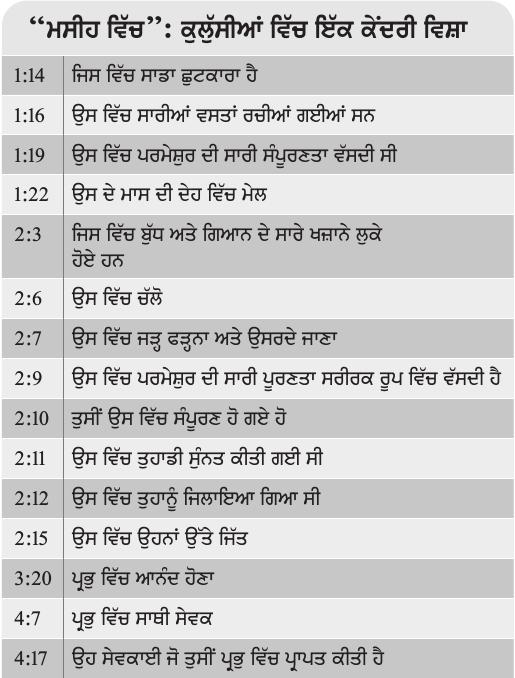 “ਮਸੀਹ ਵਿੱਚ”: ਕੁਲੁੱਸੀਆਂ ਵਿੱਚ ਇੱਕ ਕੇਂਦਰੀ ਵਿਸ਼ਾ
1:14 ਜਿਸ ਵਿੱਚ ਸਾਡਾ ਛੁਟਕਾਰਾ ਹੈ
1:16 ਉਸ ਵਿੱਚ ਸਾਰੀਆਂ ਵਸਤਾਂ ਰਚੀਆਂ ਗਈਆਂ ਸਨ
1:19 ਉਸ ਵਿੱਚ ਪਰਮੇਸ਼ੁਰ ਦੀ ਸਾਰੀ ਸੰਪੂਰਣਤਾ ਵੱਸਦੀ ਸੀ
1:22 ਉਸ ਦੇ ਮਾਸ ਦੀ ਦੇਹ ਵਿੱਚ ਮੇਲ
2:3 ਜਿਸ ਵਿੱਚ ਬੁੱਧ ਅਤੇ ਗਿਆਨ ਦੇ ਸਾਰੇ ਖਜ਼ਾਨੇ ਲੁਕੇ
ਹੋਏ ਹਨ
2:6 ਉਸ ਵਿੱਚ ਚੱਲੋ
2:7 ਉਸ ਵਿੱਚ ਜੜ੍ਹ ਫੜ੍ਹਨਾ ਅਤੇ ਉਸਰਦੇ ਜਾਣਾ
2:9 ਉਸ ਵਿੱਚ ਪਰਮੇਸ਼ੁਰ ਦੀ ਸਾਰੀ ਪੂਰਣਤਾ ਸਰੀਰਕ ਰੂਪ ਵਿੱਚ ਵੱਸਦੀ ਹੈ
2:10 ਤੁਸੀਂ ਉਸ ਵਿੱਚ ਸੰਪੂਰਣ ਹੋ ਗਏ ਹੋ
2:11 ਉਸ ਵਿੱਚ ਤੁਹਾਡੀ ਸੁੰਨਤ ਕੀਤੀ ਗਈ ਸੀ
2:12 ਉਸ ਵਿੱਚ ਤੁਹਾਨੂੰ ਜਿਲਾਇਆ ਗਿਆ ਸੀ
2:15 ਉਸ ਵਿੱਚ ਉਹਨਾਂ ਉੱਤੇ ਜਿੱਤ
3:20 ਪ੍ਰਭੁ ਵਿੱਚ ਆਨੰਦ ਹੋਣਾ
4:7 ਪ੍ਰਭੁ ਵਿੱਚ ਸਾਥੀ ਸੇਵਕ
4:17 ਉਹ ਸੇਵਕਾਈ ਜੋ ਤੁਸੀਂ ਪ੍ਰਭੁ ਵਿੱਚ ਪ੍ਰਾਪਤ ਕੀਤੀ ਹੈ